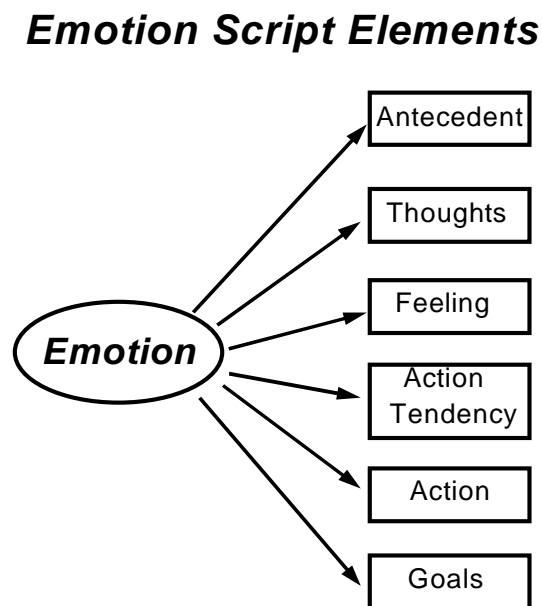 Emotion Script Elements
Antecedent
Thoughts
Feeling
Emotion
Action
Tendency
Action
Goals